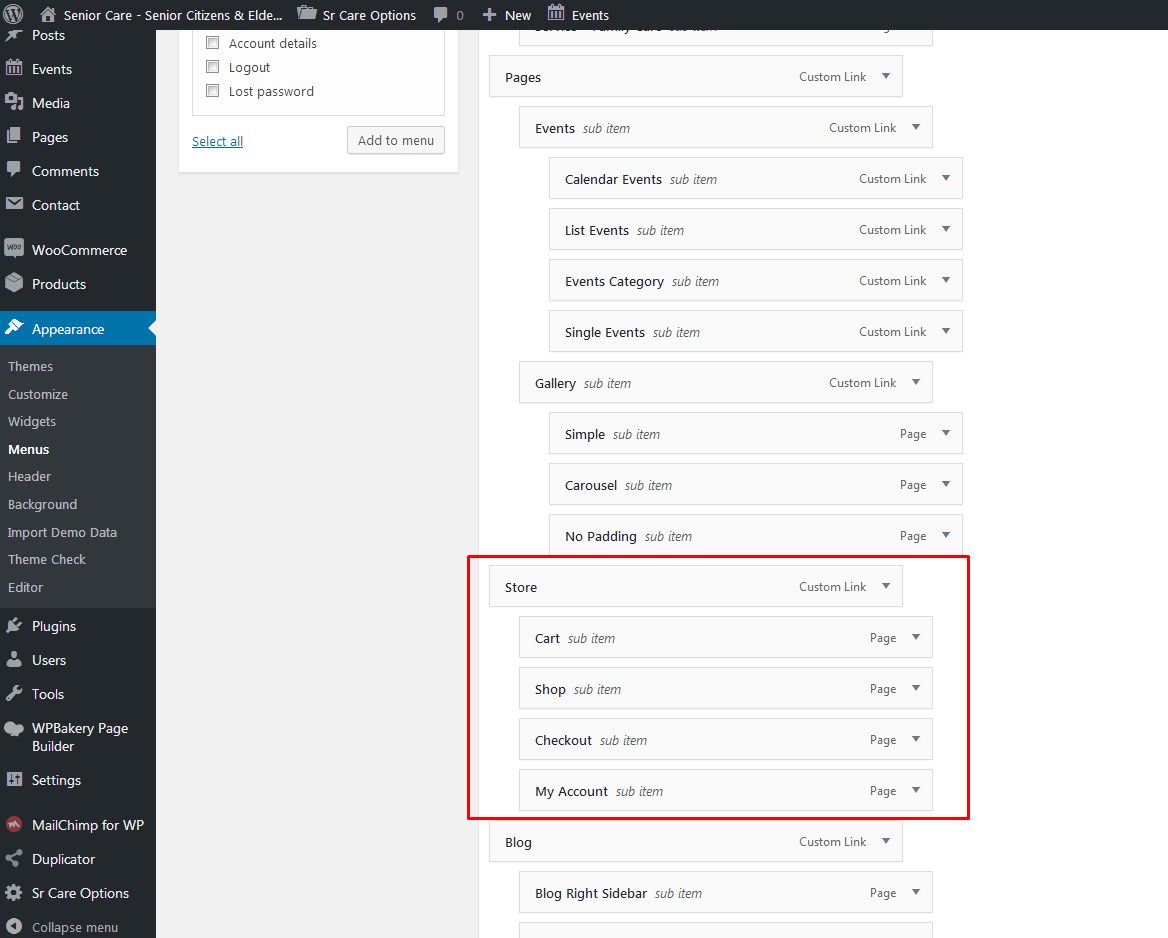 Senior Care - Senior Citizens & Elde... Sr Care Options 0 New Events
Posts
Events
Media
Pages
Comments
Contact
WOO
WooCommerce
Products
Appearance
Themes
Customize
Widgets
Menus
Header
Background
Import Demo Data
Theme Check
Editor
Plugins
Users
Tools
WPBakery Page
Builder
Settings
MailChimp for WP
Duplicator
Sr Care Options
Collapse menu
Account details
Logout
Lost password
Select all Add to menu
Service - Family Care sub item Page
Pages Custom Link
Events sub item Custom Link
Calendar Events sub item Custom Link
List Events sub item Custom Link
Events Category sub item Custom Link
Single Events sub item Custom Link
Gallery sub item Custom Link
Simple sub item Page
Carousel sub item Page
No Padding sub item Page
Store Custom Link
Cart sub item Page
Shop sub item Page
Checkout sub item Page
My Account sub item Page
Blog Custom Link
Blog Right Sidebar sub item Page